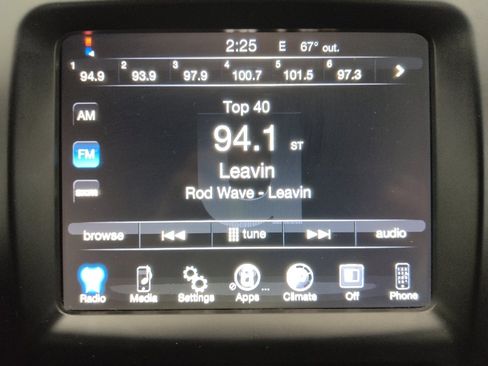 2:25 E 67° out.
1 2 3 4 5 6
94.9 93.9 97.9 100.7 101.5 97.3
Top 40
AM
94.1 ST
FM
Leavin
Rod Wave - Leavin
browse tune audio
Radio Media Settings Apps Climate Off Phone